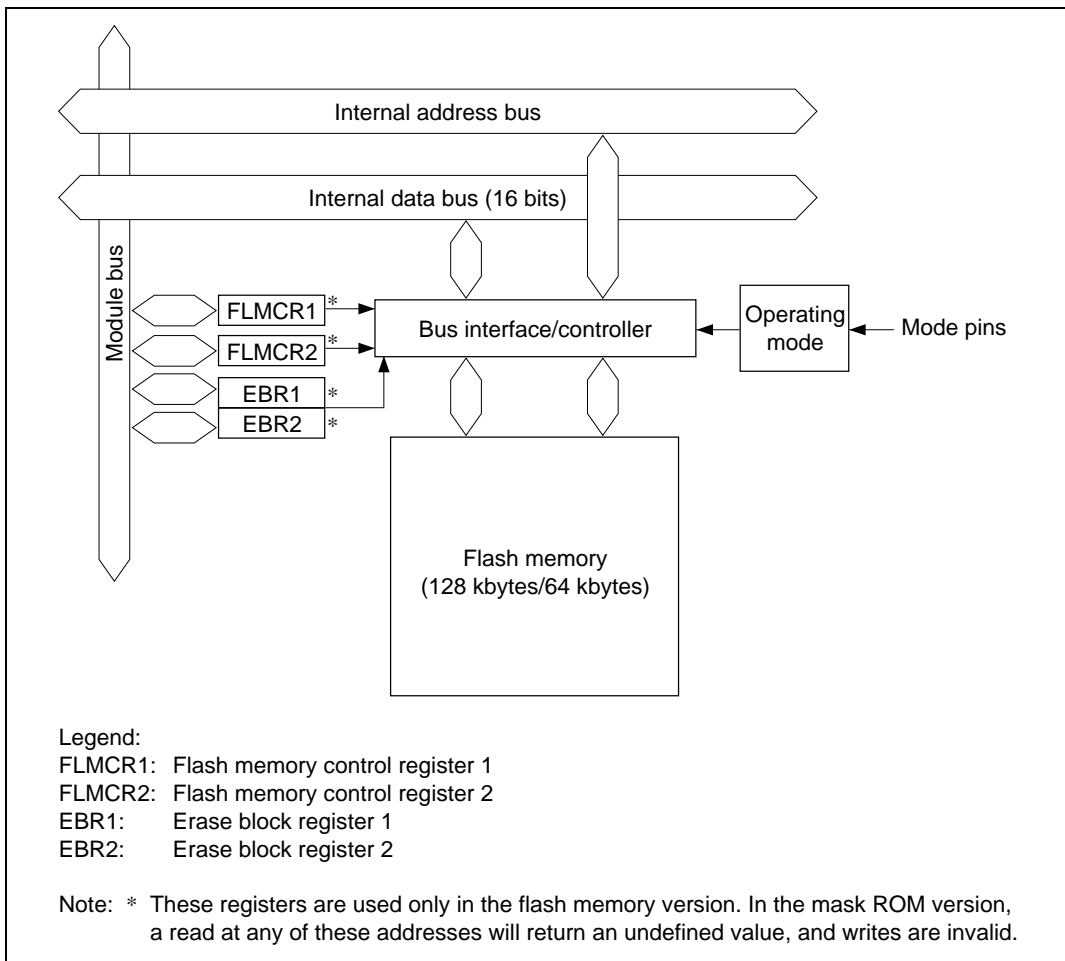 Internal address bus
Internal data bus (16 bits)
Module bus
FLMCR1 *
FLMCR2 *
EBR1 *
EBR2 *
Bus interface/controller
Operating
mode
Mode pins
Flash memory
(128 kbytes/64 kbytes)
Legend:
FLMCR1: Flash memory control register 1
FLMCR2: Flash memory control register 2
EBR1: Erase block register 1
EBR2: Erase block register 2
Note: * These registers are used only in the flash memory version. In the mask ROM version,
a read at any of these addresses will return an undefined value, and writes are invalid.